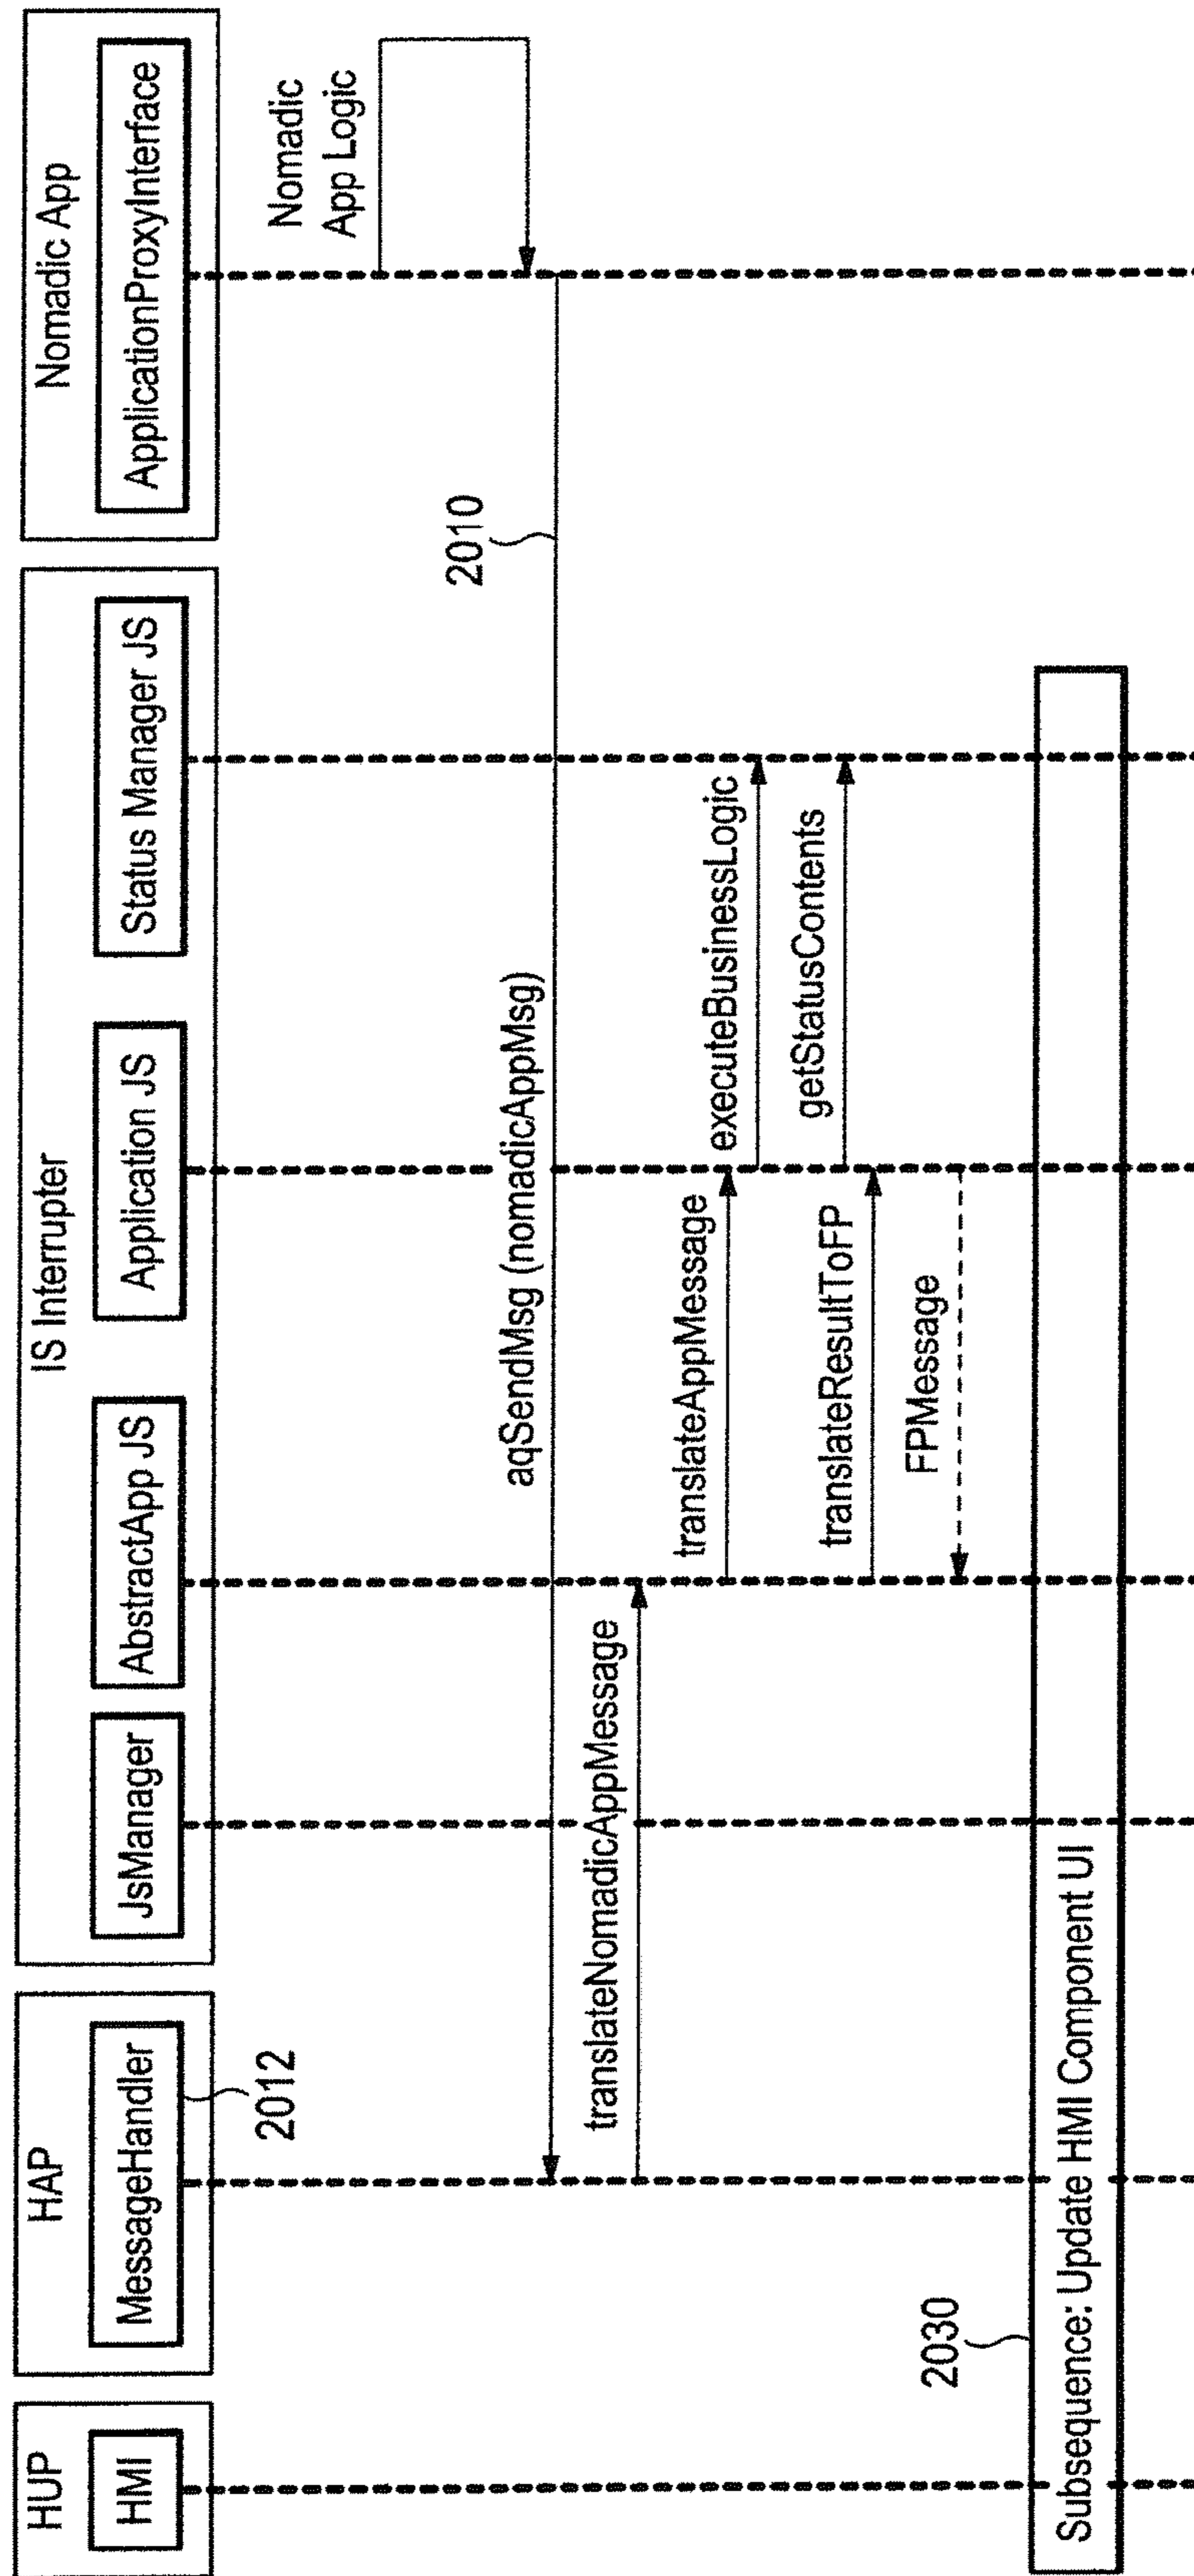 HUP
HMI
HAP
MessageHandler
2012
IS Interrupter
JsManager
AbstractApp JS
Application JS
Status Manager JS
Nomadic App
ApplicationProxyInterface
Nomadic
App Logic
2010
aqSendMsg (nomadicAppMsg)
translateNomadicAppMessage
translateAppMessage
executeBusinessLogic
getStatusContents
translateResultToFP
FPMessage
2030
Subsequence: Update HMI Component UI